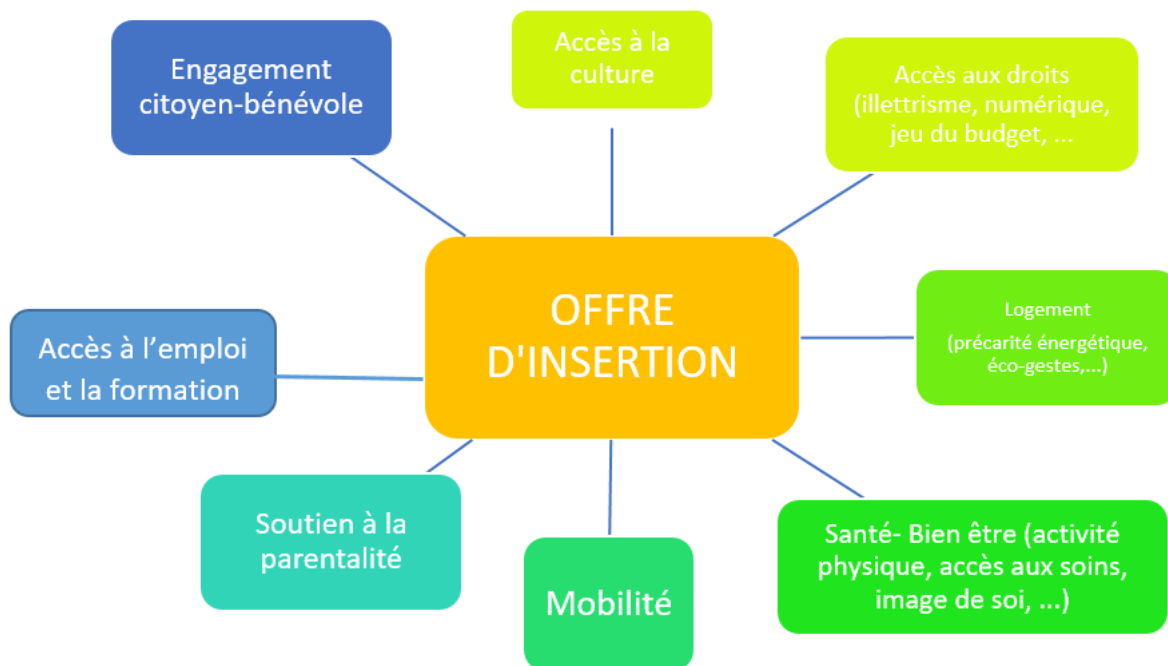 Engagement
citoyen-bénévole
Accès à la
culture
Accès aux droits
(illettrisme, numérique,
jeu du budget, ...
OFFRE
D'INSERTION
Logement
(précarité énergétique,
éco-gestes,...)
Accès à l’emploi
et la formation
Soutien à la
parentalité
Mobilité
Santé- Bien être (activité
physique, accès aux soins,
image de soi, ...)